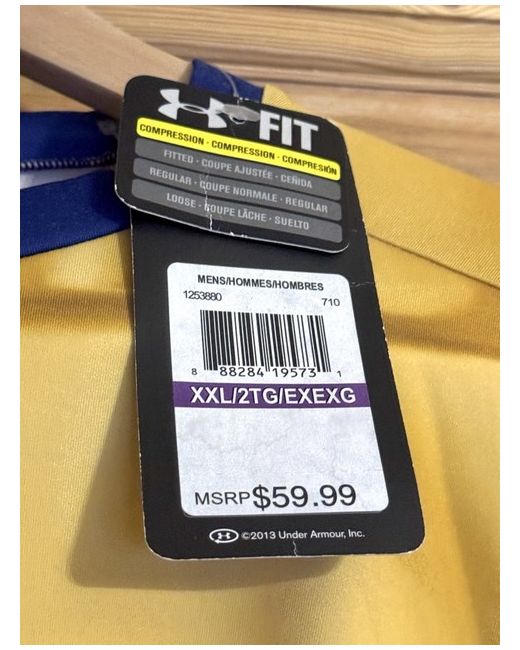 FIT
COMPRESSION · COMPRESSION · COMPRESIÓN
FITTED · COUPE AJUSTÉE · CEÑIDA
REGULAR · COUPE NORMALE · REGULAR
LOOSE · COUPE LÂCHE · SUELTO
MENS/HOMMES/HOMBRES
1253880 710
8 88284 19573 1
XXL/2TG/EXEXG
MSRP $59.99
©2013 Under Armour, Inc.